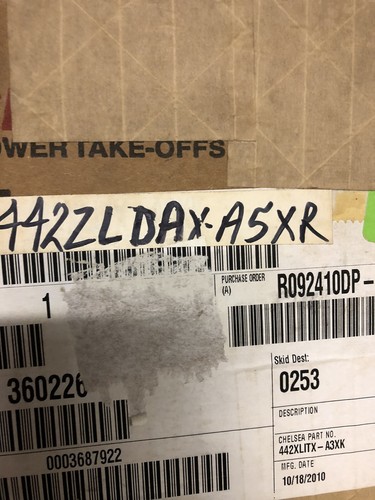 OWER TAKE-OFFS
442ZLDAX-A5XR
PURCHASE ORDER
(A)
R092410DP-
1
Skid Dest:
0253
360226
DESCRIPTION
CHELSEA PART NO.
442XLITX-A3XK
0003687922
MFG. DATE
10/18/2010